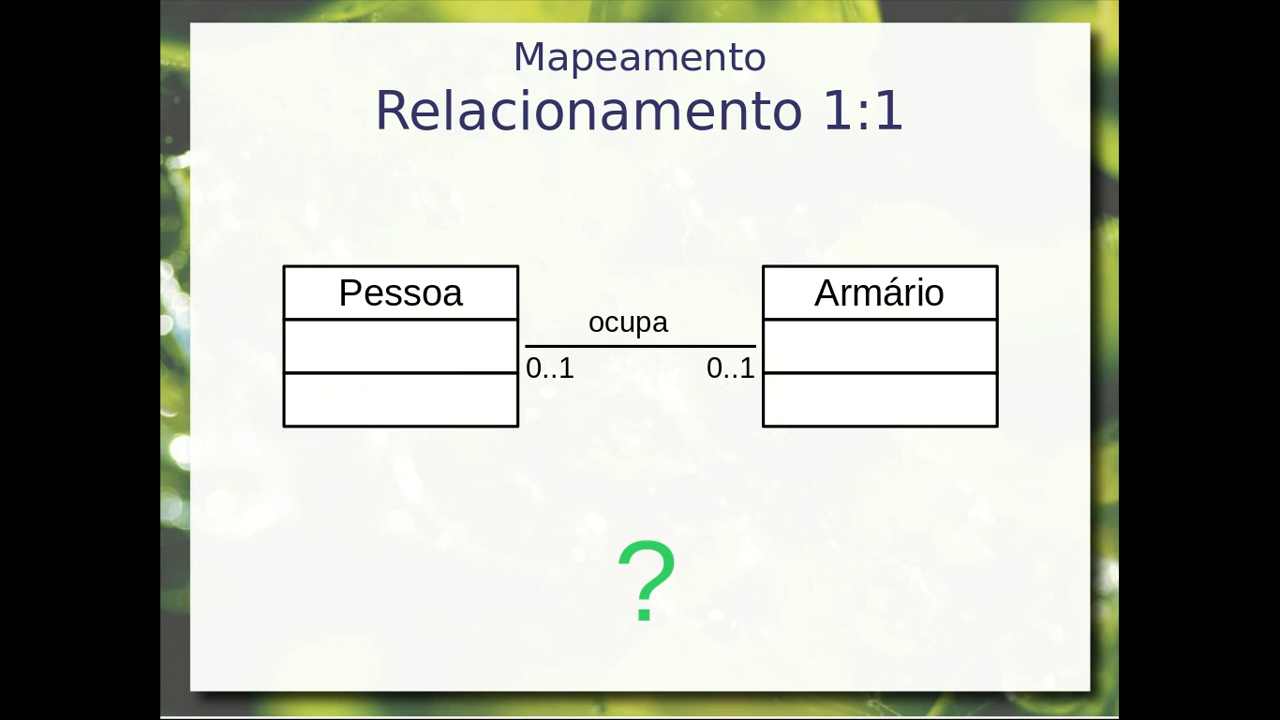 Mapeamento
Relacionamento 1:1
Pessoa
ocupa
Armário
0..1
0..1
?